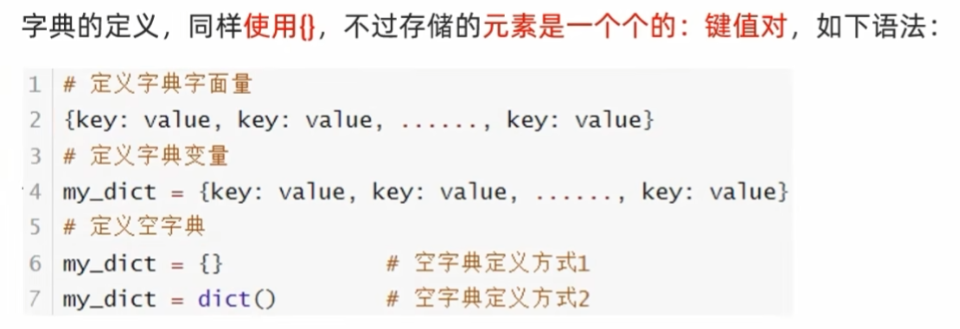 字典的定义，同样使用{}，不过存储的元素是一个个的：键值对，如下语法：
1 # 定义字典字面量
2 {key: value, key: value, ......, key: value}
3 # 定义字典变量
4 my_dict = {key: value, key: value, ......, key: value}
5 # 定义空字典
6 my_dict = {} # 空字典定义方式1
7 my_dict = dict() # 空字典定义方式2